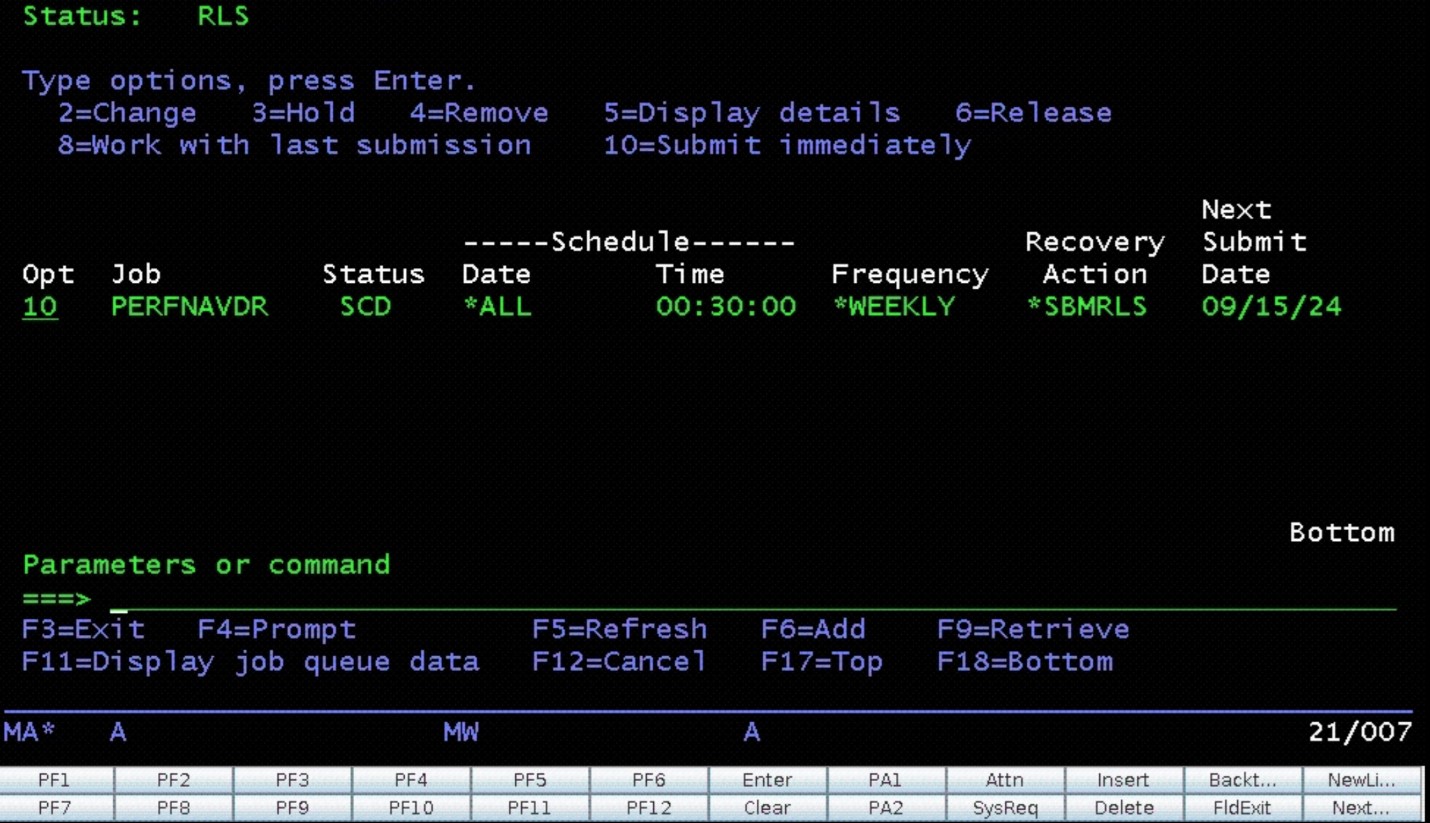 Status: RLS
Type options, press Enter.
2=Change 3=Hold 4=Remove 5=Display details 6=Release
8=Work with last submission 10=Submit immediately
Next
-----Schedule------ Recovery Submit
Opt Job Status Date Time Frequency Action Date
10 PERFNAVDR SCD *ALL 00:30:00 *WEEKLY *SBMRLS 09/15/24
Bottom
Parameters or command
===>
F3=Exit F4=Prompt F5=Refresh F6=Add F9=Retrieve
F11=Display job queue data F12=Cancel F17=Top F18=Bottom
MA* A MW A 21/007
PF1 PF2 PF3 PF4 PF5 PF6 Enter PA1 Attn Insert Backt... NewLi...
PF7 PF8 PF9 PF10 PF11 PF12 Clear PA2 SysReq Delete FldExit Next...